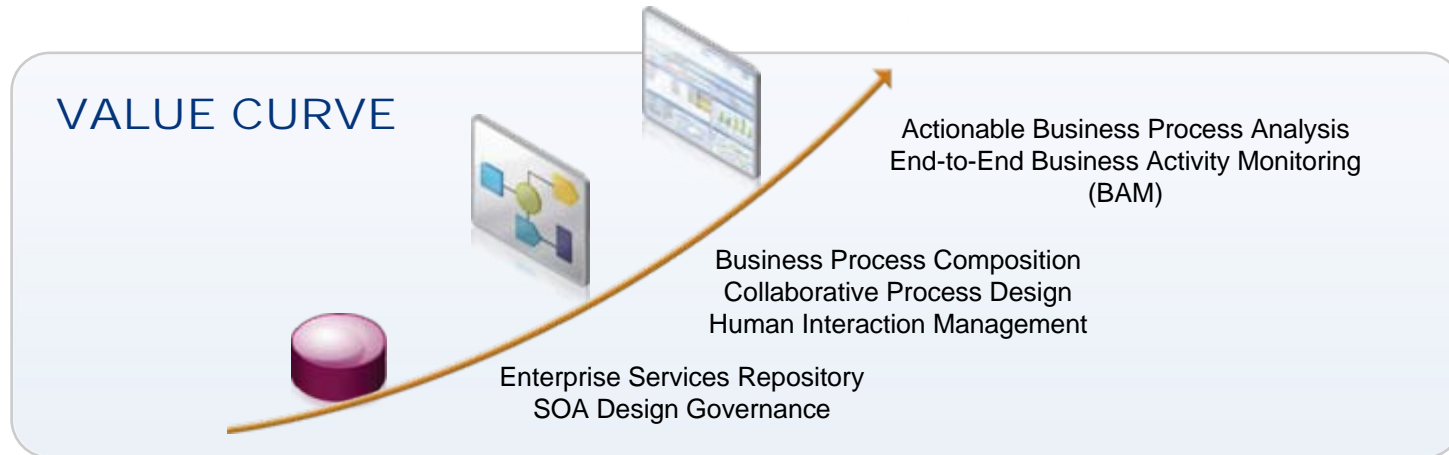 VALUE CURVE
Actionable Business Process Analysis
End-to-End Business Activity Monitoring
(BAM)
Business Process Composition
Collaborative Process Design
Human Interaction Management
Enterprise Services Repository
SOA Design Governance